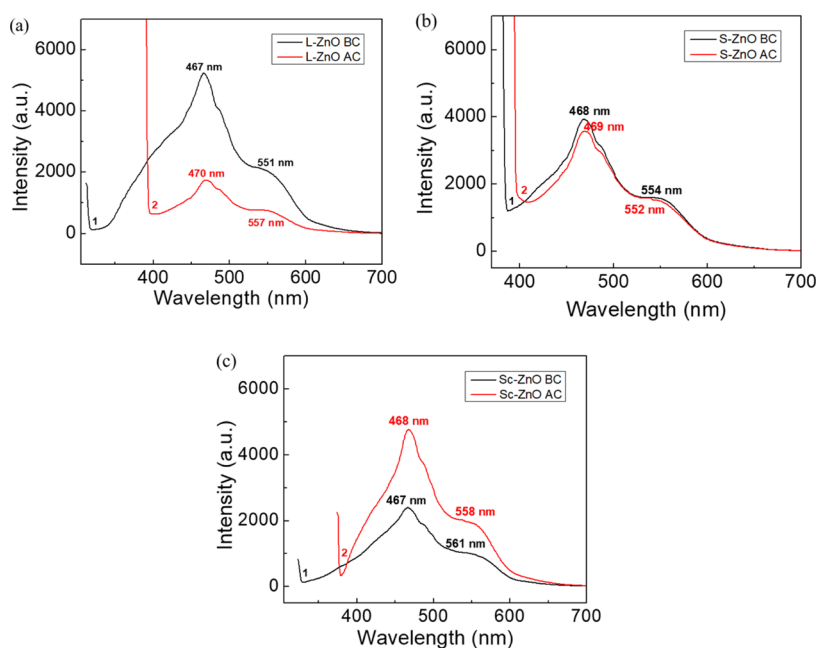 (a)
L-ZnO BC
L-ZnO AC
6000
4000
2000
0
Intensity (a.u.)
467 nm
551 nm
470 nm
557 nm
1
2
400
500
600
700
Wavelength (nm)
(b)
S-ZnO BC
S-ZnO AC
6000
4000
2000
0
Intensity (a.u.)
468 nm
469 nm
554 nm
552 nm
2
1
400
500
600
700
Wavelength (nm)
(c)
Sc-ZnO BC
Sc-ZnO AC
6000
4000
2000
0
Intensity (a.u.)
468 nm
467 nm
558 nm
561 nm
2
1
400
500
600
700
Wavelength (nm)